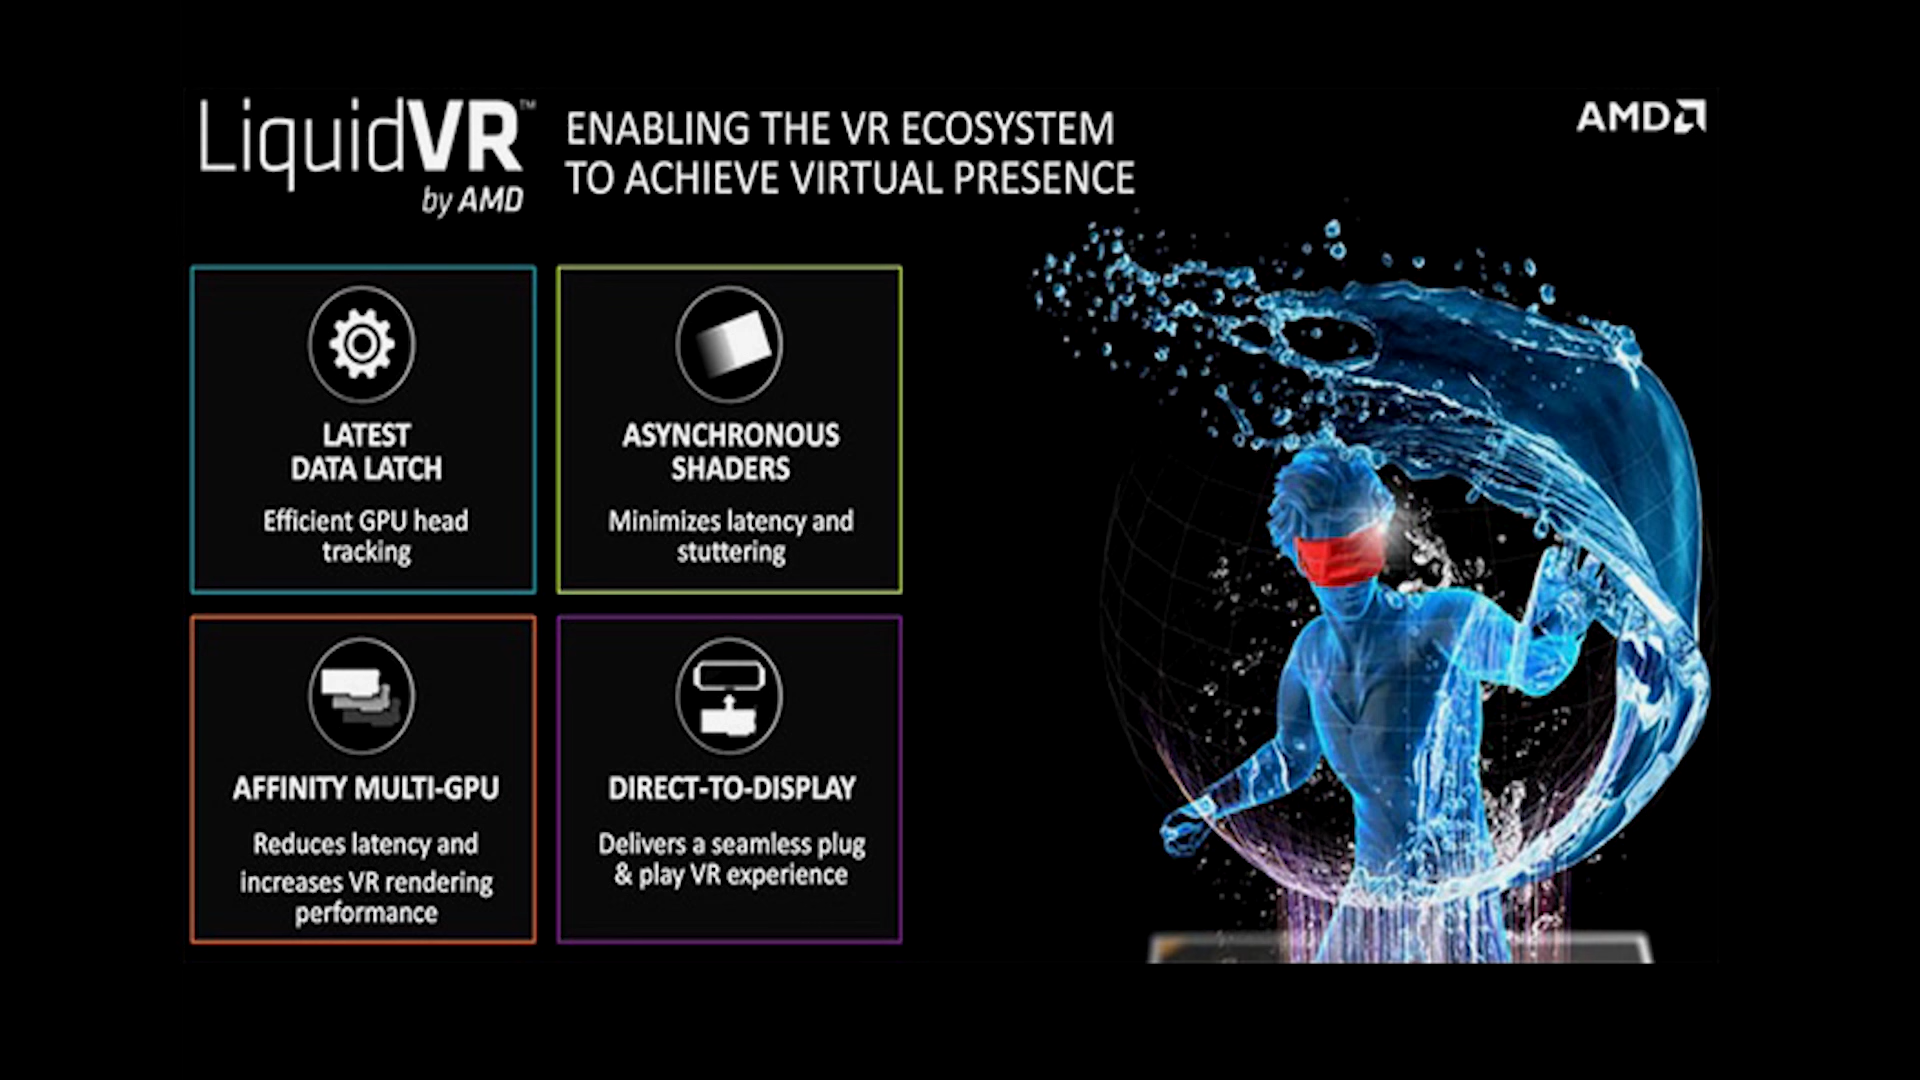 LiquidVR™
by AMD
ENABLING THE VR ECOSYSTEM
TO ACHIEVE VIRTUAL PRESENCE
AMD
LATEST
DATA LATCH
Efficient GPU head
tracking
ASYNCHRONOUS
SHADERS
Minimizes latency and
stuttering
AFFINITY MULTI-GPU
Reduces latency and
increases VR rendering
performance
DIRECT-TO-DISPLAY
Delivers a seamless plug
& play VR experience